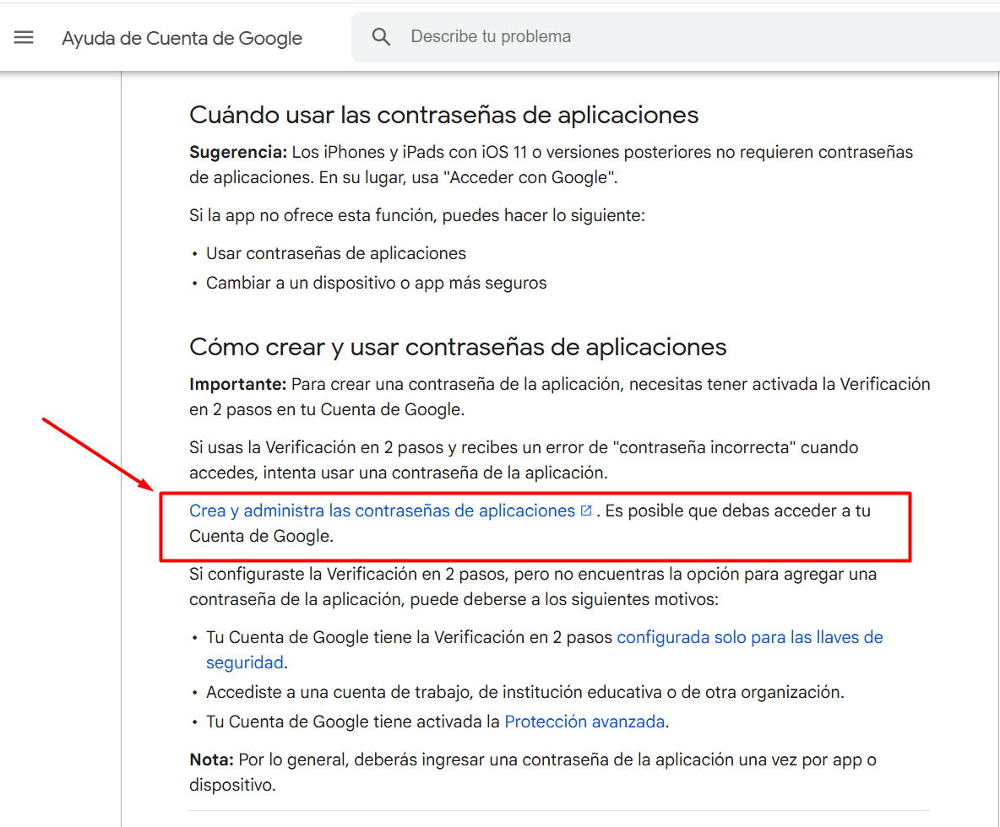 Ayuda de Cuenta de Google
Describe tu problema
Cuándo usar las contraseñas de aplicaciones
Sugerencia: Los iPhones y iPads con iOS 11 o versiones posteriores no requieren contraseñas
de aplicaciones. En su lugar, usa "Acceder con Google".
Si la app no ofrece esta función, puedes hacer lo siguiente:
• Usar contraseñas de aplicaciones
• Cambiar a un dispositivo o app más seguros
Cómo crear y usar contraseñas de aplicaciones
Importante: Para crear una contraseña de la aplicación, necesitas tener activada la Verificación
en 2 pasos en tu Cuenta de Google.
Si usas la Verificación en 2 pasos y recibes un error de "contraseña incorrecta" cuando
accedes, intenta usar una contraseña de la aplicación.
Crea y administra las contraseñas de aplicaciones . Es posible que debas acceder a tu
Cuenta de Google.
Si configuraste la Verificación en 2 pasos, pero no encuentras la opción para agregar una
contraseña de la aplicación, puede deberse a los siguientes motivos:
• Tu Cuenta de Google tiene la Verificación en 2 pasos configurada solo para las llaves de
seguridad.
• Accediste a una cuenta de trabajo, de institución educativa o de otra organización.
• Tu Cuenta de Google tiene activada la Protección avanzada.
Nota: Por lo general, deberás ingresar una contraseña de la aplicación una vez por app o
dispositivo.